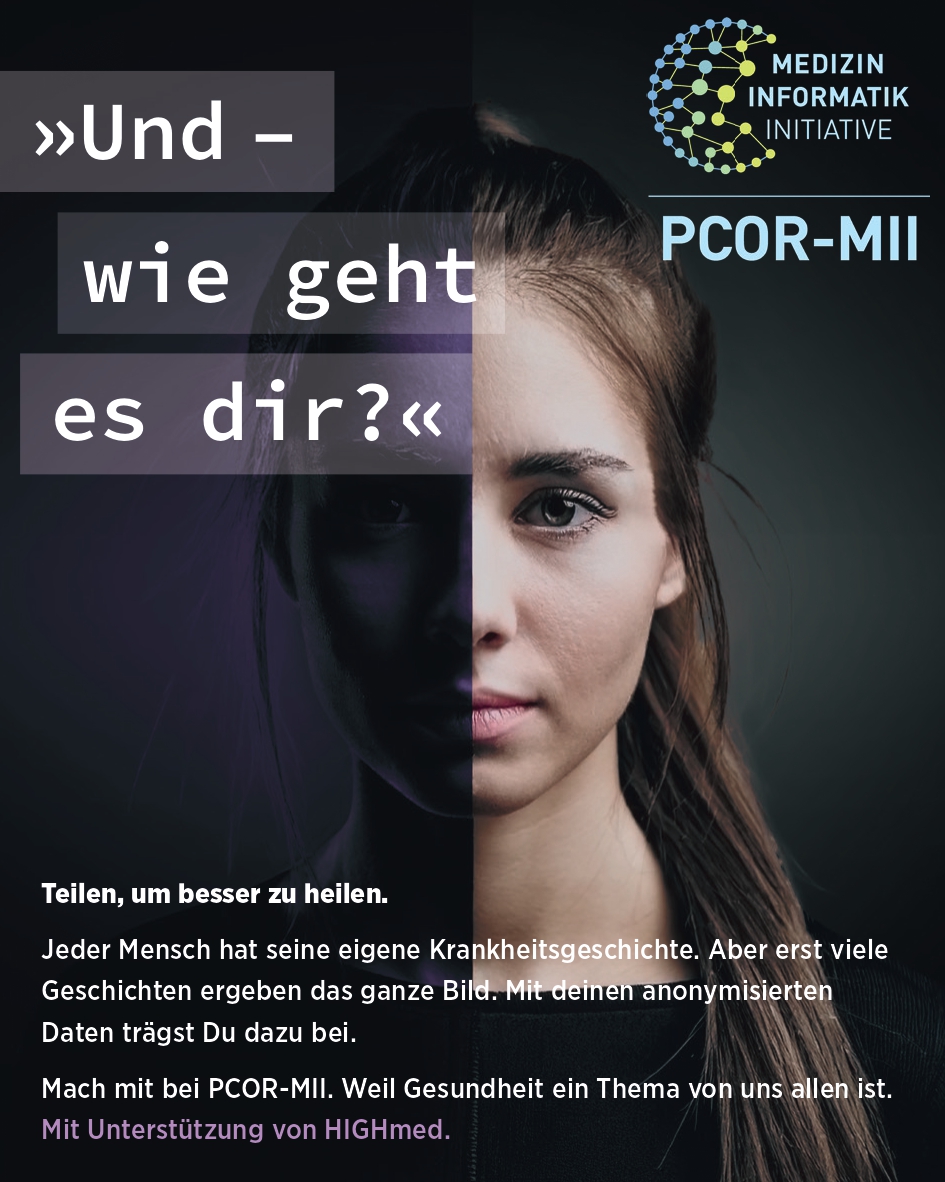 »Und –
wie geht
es dir?«
MEDIZIN
INFORMATIK
INITIATIVE
PCOR-MII
Teilen, um besser zu heilen.
Jeder Mensch hat seine eigene Krankheitsgeschichte. Aber erst viele
Geschichten ergeben das ganze Bild. Mit deinen anonymisierten
Daten trägst Du dazu bei.
Mach mit bei PCOR-MII. Weil Gesundheit ein Thema von uns allen ist.
Mit Unterstützung von HIGHmed.